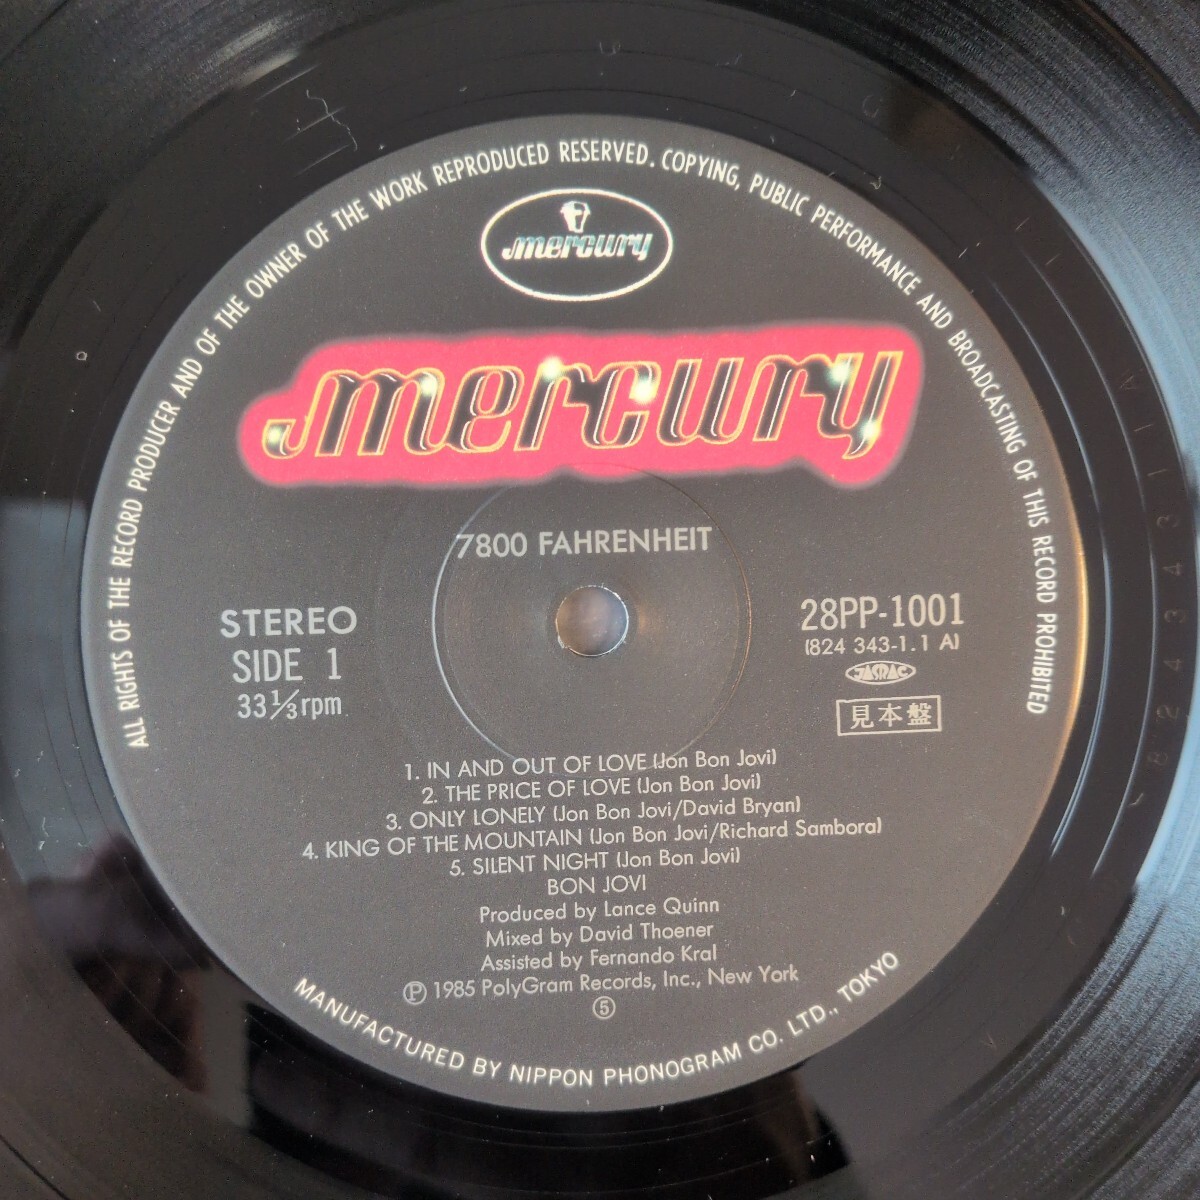 ALL RIGHTS OF THE RECORD PRODUCER AND OF THE OWNER OF THE WORK REPRODUCED RESERVED. COPYING, PUBLIC PERFORMANCE AND BROADCASTING OF THIS RECORD PROHIBITED
mercury
mercury
7800 FAHRENHEIT
STEREO
SIDE 1
33 1/3 rpm
28PP-1001
(824 343-1.1 A)
JASRAC
見本盤
1. IN AND OUT OF LOVE (Jon Bon Jovi)
2. THE PRICE OF LOVE (Jon Bon Jovi)
3. ONLY LONELY (Jon Bon Jovi/David Bryan)
4. KING OF THE MOUNTAIN (Jon Bon Jovi/Richard Sambora)
5. SILENT NIGHT (Jon Bon Jovi)
BON JOVI
Produced by Lance Quinn
Mixed by David Thoener
Assisted by Fernando Kral
Ⓟ 1985 PolyGram Records, Inc., New York
⑤
MANUFACTURED BY NIPPON PHONOGRAM CO. LTD., TOKYO